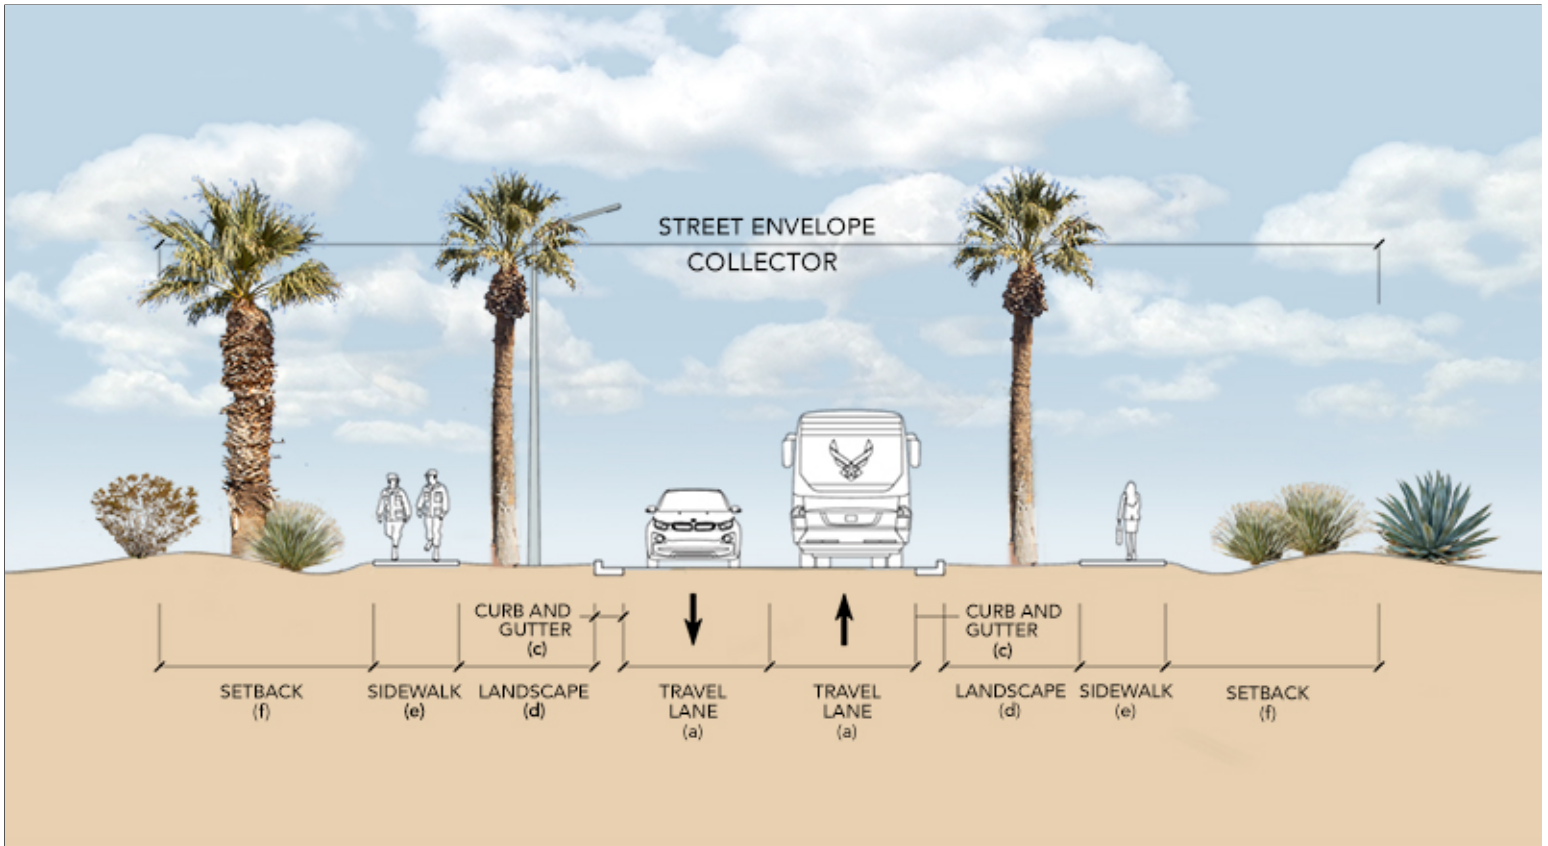 STREET ENVELOPE
COLLECTOR
CURB AND
GUTTER
(c)
CURB AND
GUTTER
(c)
SETBACK
(f)
SIDEWALK
(e)
LANDSCAPE
(d)
TRAVEL
LANE
(a)
TRAVEL
LANE
(a)
LANDSCAPE
(d)
SIDEWALK
(e)
SETBACK
(f)